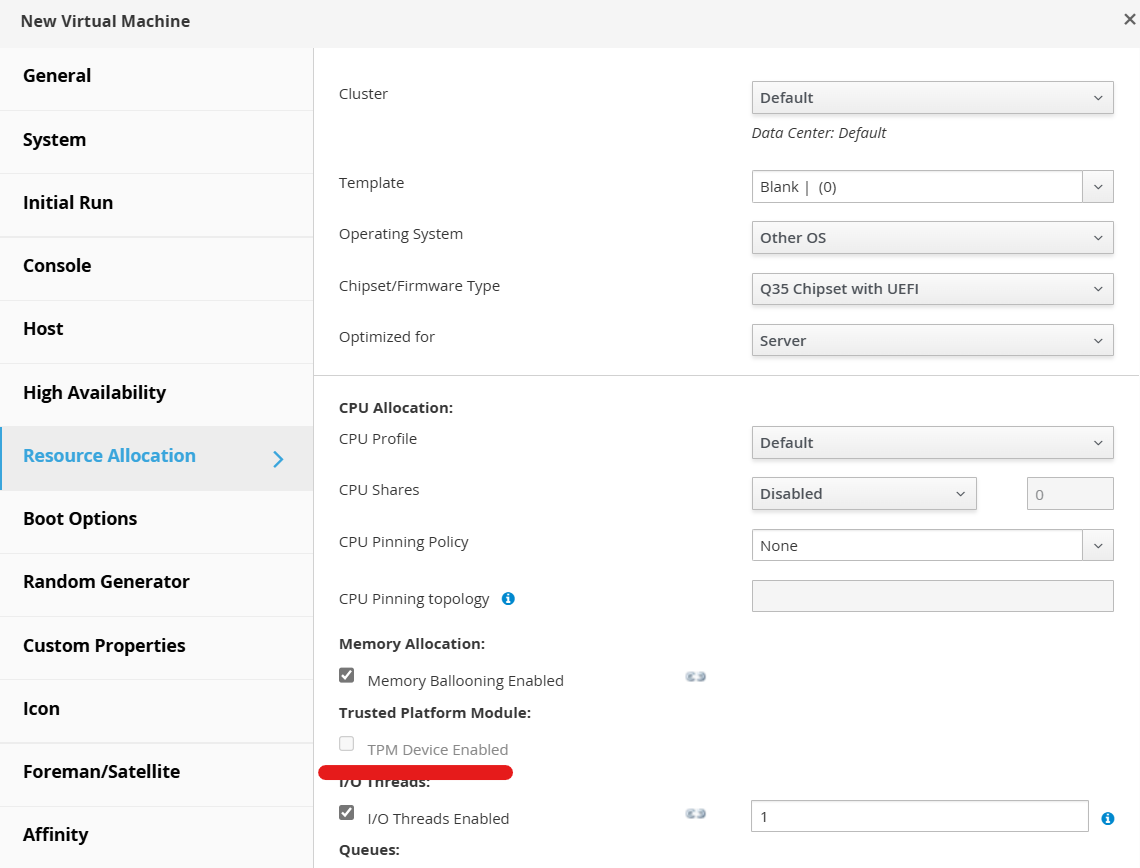 New Virtual Machine
General
System
Initial Run
Console
Host
High Availability
Resource Allocation
Boot Options
Random Generator
Custom Properties
Icon
Foreman/Satellite
Affinity
Cluster
Default
Data Center: Default
Template
Blank | (0)
Operating System
Other OS
Chipset/Firmware Type
Q35 Chipset with UEFI
Optimized for
Server
CPU Allocation:
CPU Profile
Default
CPU Shares
Disabled
0
CPU Pinning Policy
None
CPU Pinning topology
Memory Allocation:
Memory Ballooning Enabled
Trusted Platform Module:
TPM Device Enabled
I/O Threads:
I/O Threads Enabled
1
Queues: